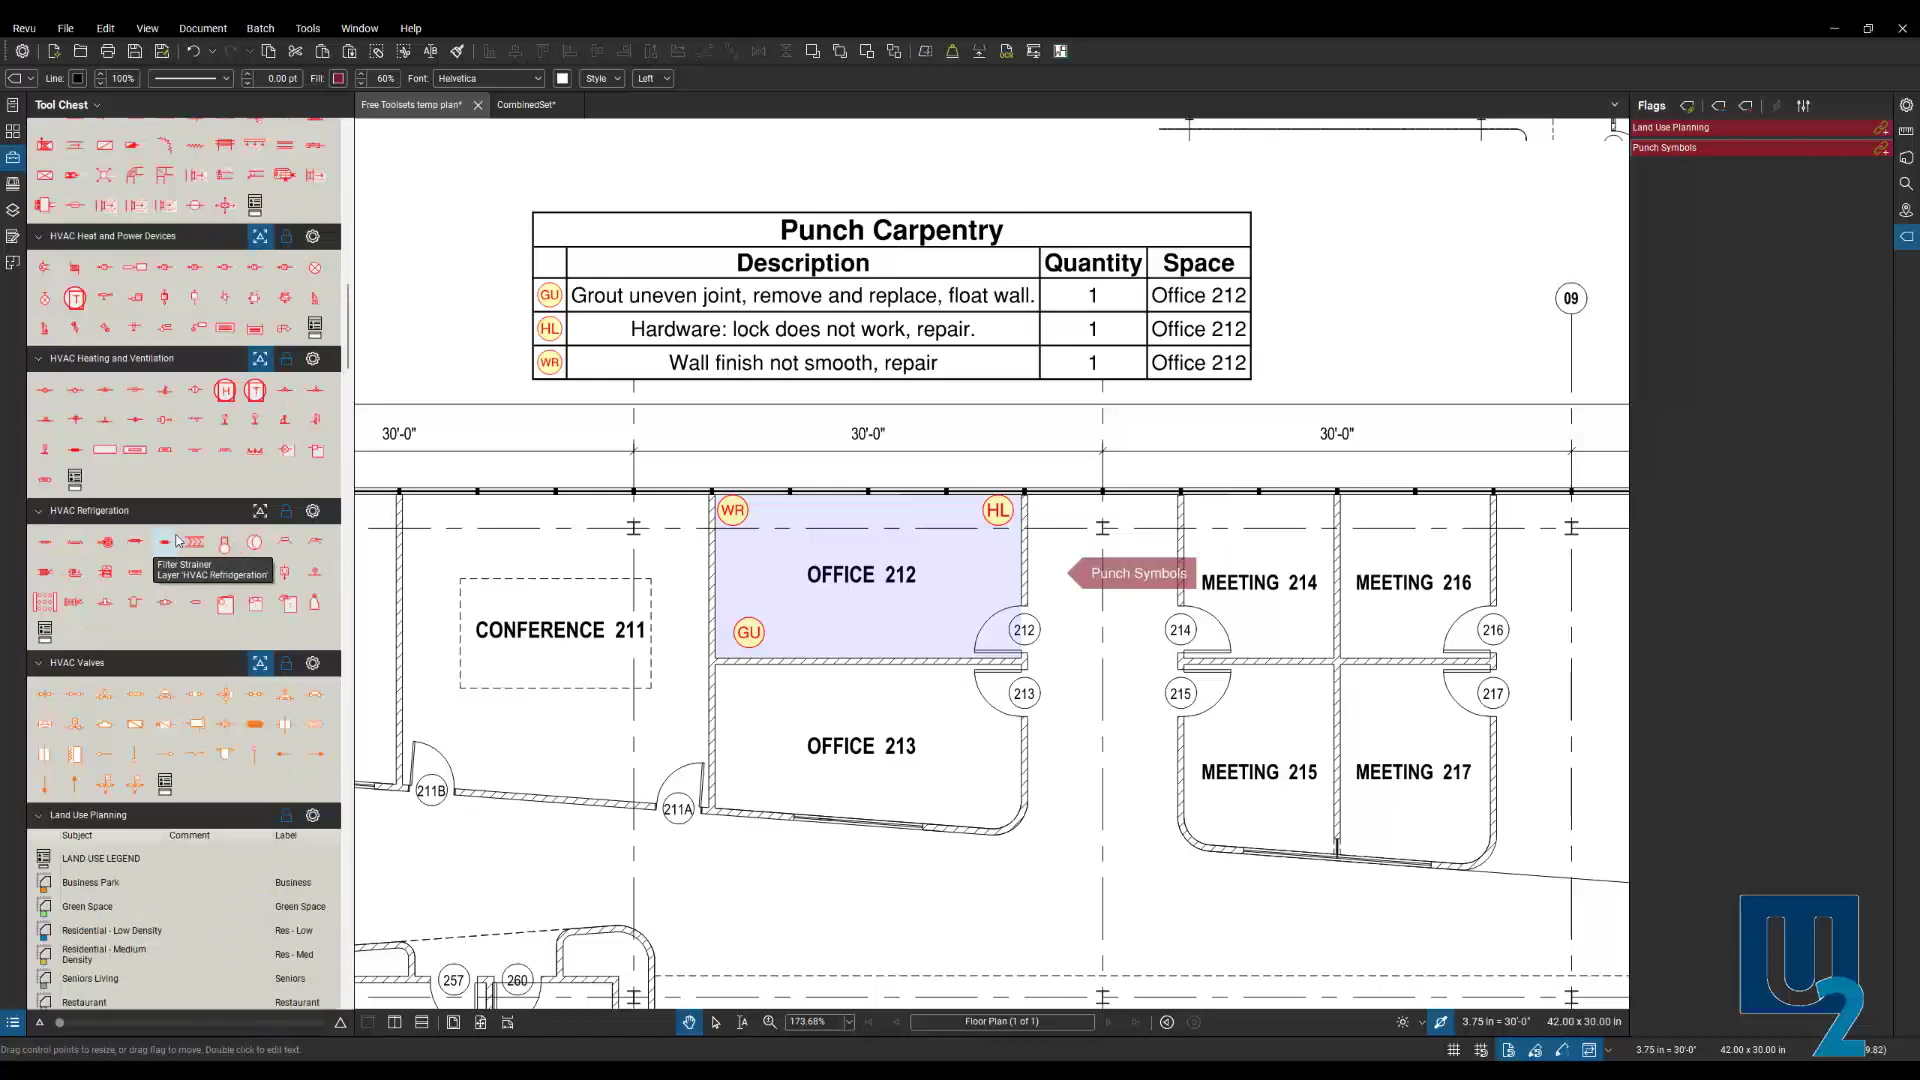 Revu File Edit View Document Batch Tools Window Help
Line: 100% 0.00 pt Fill: 60% Font: Helvetica Style Left
Tool Chest
Free Toolsets temp plan* CombinedSet*
Flags
Land Use Planning
Punch Symbols
HVAC Heat and Power Devices
T
HVAC Heating and Ventilation
H T
HVAC Refrigeration
Filter Strainer
Layer 'HVAC Refridgeration'
HVAC Valves
Land Use Planning
Subject Comment Label
LAND USE LEGEND
Business Park Business
Green Space Green Space
Residential - Low Density Res - Low
Residential - Medium
Density Res - Med
Seniors Living Seniors
Restaurant Restaurant
Punch Carpentry
Description Quantity Space
GU Grout uneven joint, remove and replace, float wall. 1 Office 212
HL Hardware: lock does not work, repair. 1 Office 212
WR Wall finish not smooth, repair 1 Office 212
09
30'-0" 30'-0" 30'-0"
WR HL
OFFICE 212
Punch Symbols
MEETING 214 MEETING 216
CONFERENCE 211
GU
212 214 216
213 215 217
OFFICE 213
MEETING 215 MEETING 217
211B
211A
257 260
173.68% Floor Plan (1 of 1) 3.75 in = 30'-0" 42.00 x 30.00 in
Drag control points to resize, or drag flag to move. Double click to edit text.
3.75 in = 30'-0" 42.00 x 30.00 in 9.82)
U2